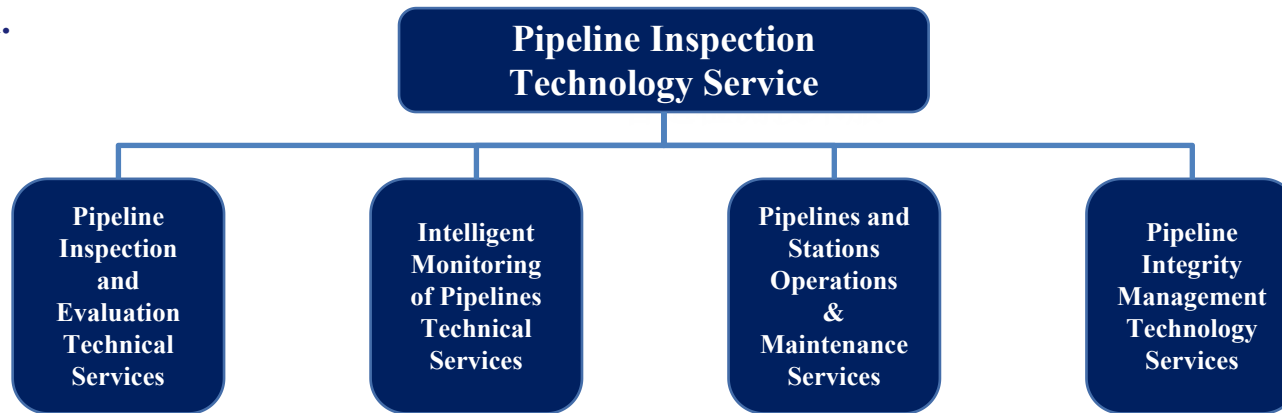 Pipeline Inspection
Technology Service
Pipeline
Inspection
and
Evaluation
Technical
Services
Intelligent
Monitoring
of Pipelines
Technical
Services
Pipelines and
Stations
Operations
&
Maintenance
Services
Pipeline
Integrity
Management
Technology
Services